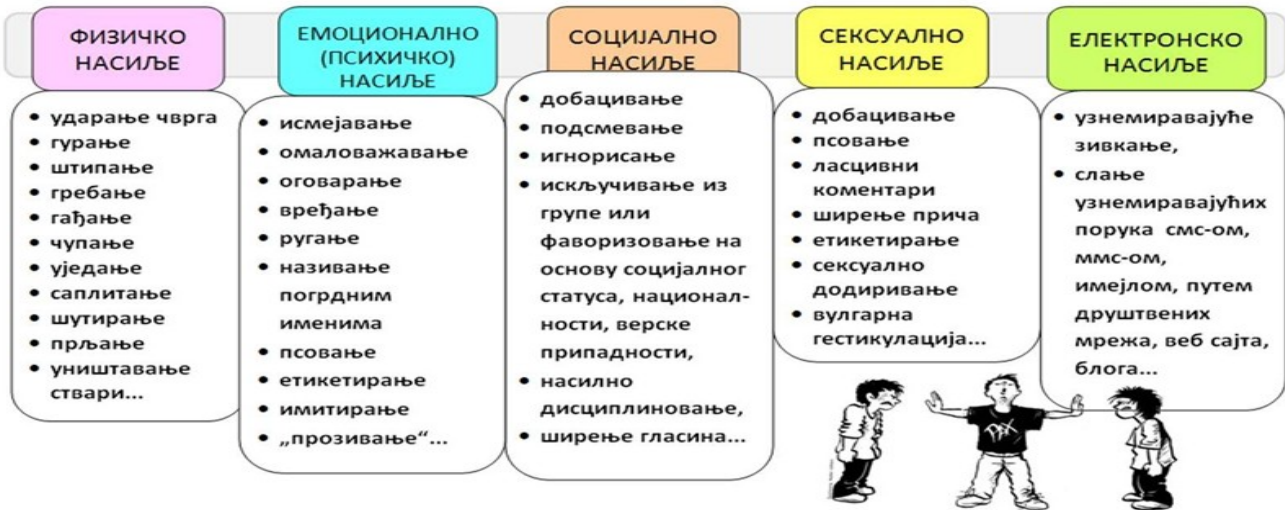 ФИЗИЧКО
НАСИЉЕ
ударање чврга
гурање
штипање
гребање
гађање
чупање
уједање
саплитање
шутирање
прљање
уништавање
ствари...
ЕМОЦИОНАЛНО
(ПСИХИЧКО)
НАСИЉЕ
исмејавање
омаловажавање
оговарање
вређање
ругање
називање
погрдним
именима
псовање
етикетирање
имитирање
„прозивање“...
СОЦИЈАЛНО
НАСИЉЕ
добацивање
подсмевање
игнорисање
искључивање из
групе или
фаворизовање на
основу социјалног
статуса, национал-
ности, верске
припадности,
насилно
дисциплиновање,
ширење гласина...
СЕКСУАЛНО
НАСИЉЕ
добацивање
псовање
ласцивни
коментари
ширење прича
етикетирање
сексуално
додиривање
вулгарна
гестикулација...
ЕЛЕКТРОНСКО
НАСИЉЕ
узнемиравајуће
зивкање,
слање
узнемиравајућих
порука смс-ом,
ммс-ом,
имејлом, путем
друштвених
мрежа, веб сајта,
блога...